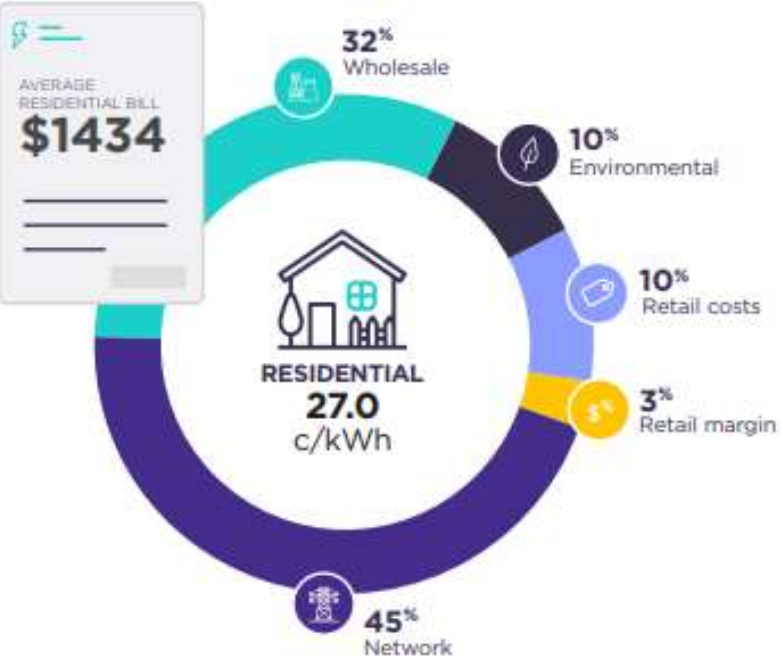 AVERAGE
RESIDENTIAL BILL
$1434
32%
Wholesale
10%
Environmental
10%
Retail costs
3%
Retail margin
RESIDENTIAL
27.0
c/kWh
$%
45%
Network